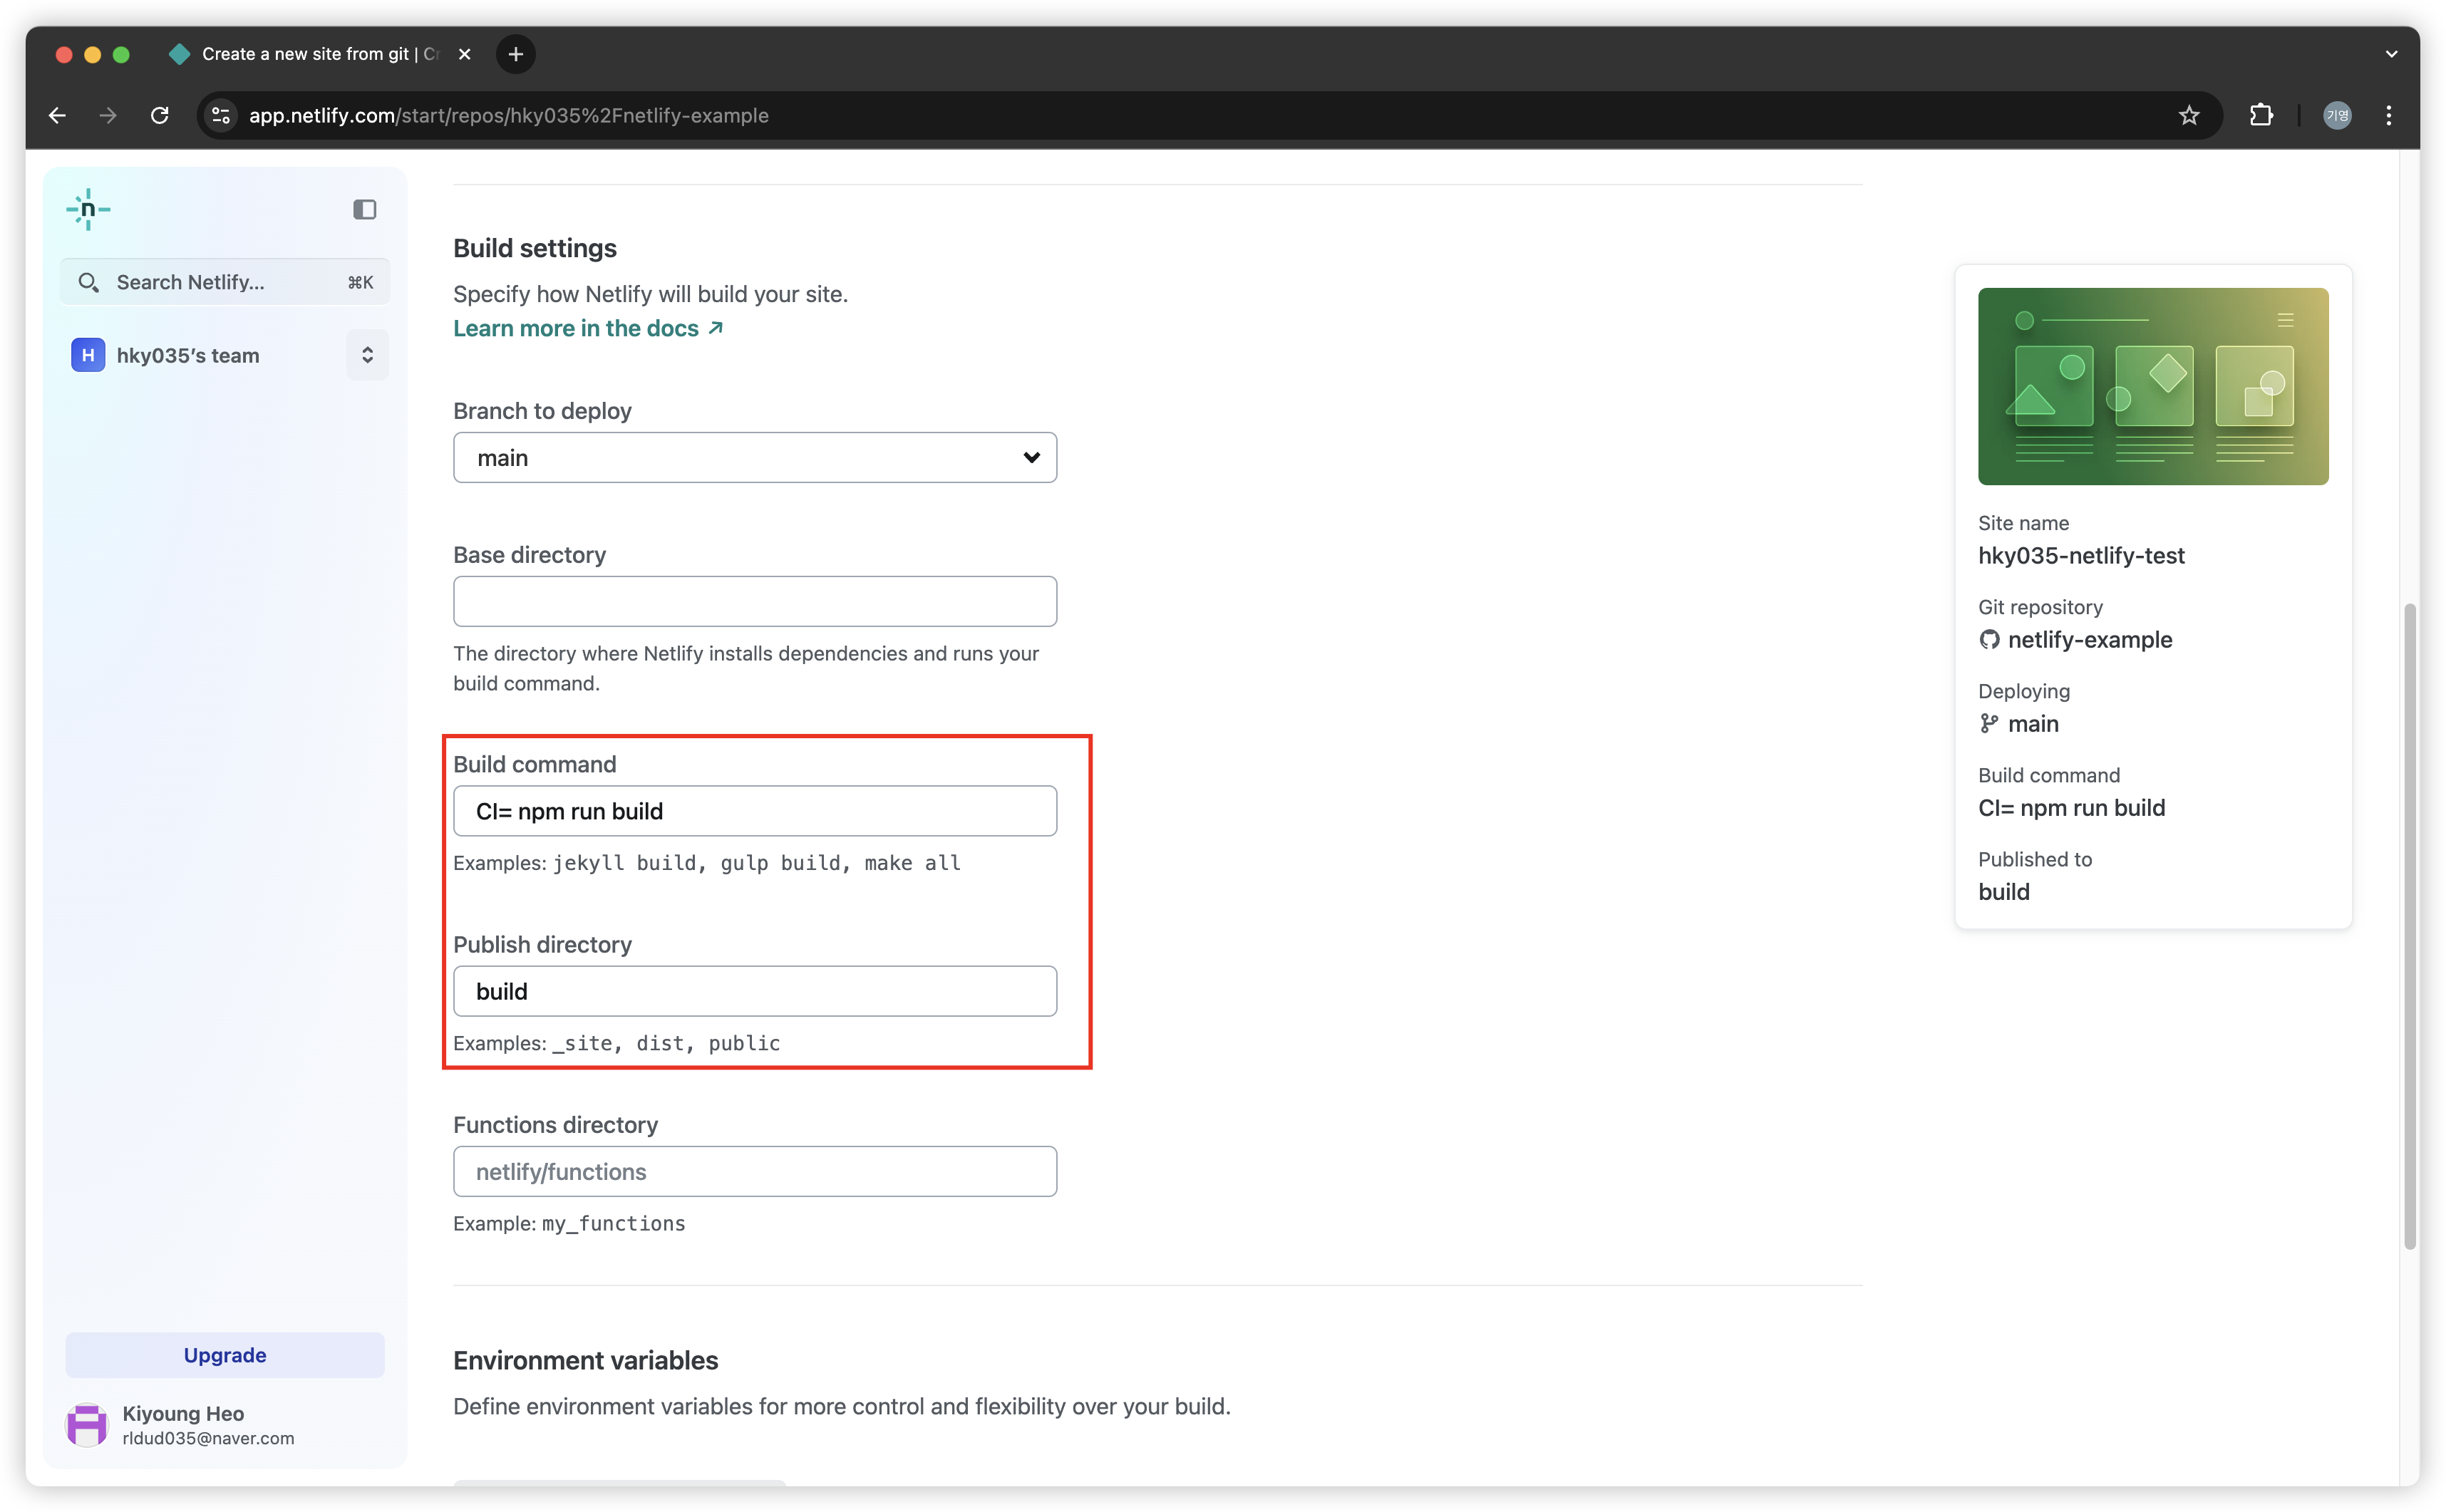 Create a new site from git | Cr
app.netlify.com/start/repos/hky035%2Fnetlify-example
기영
n
Search Netlify...
⌘K
H
hky035's team
Upgrade
Kiyoung Heo
rldud035@naver.com
Build settings
Specify how Netlify will build your site.
Learn more in the docs ↗
Branch to deploy
main
Base directory
The directory where Netlify installs dependencies and runs your
build command.
Build command
CI= npm run build
Examples: jekyll build, gulp build, make all
Publish directory
build
Examples: _site, dist, public
Functions directory
netlify/functions
Example: my_functions
Environment variables
Define environment variables for more control and flexibility over your build.
Site name
hky035-netlify-test
Git repository
netlify-example
Deploying
main
Build command
CI= npm run build
Published to
build